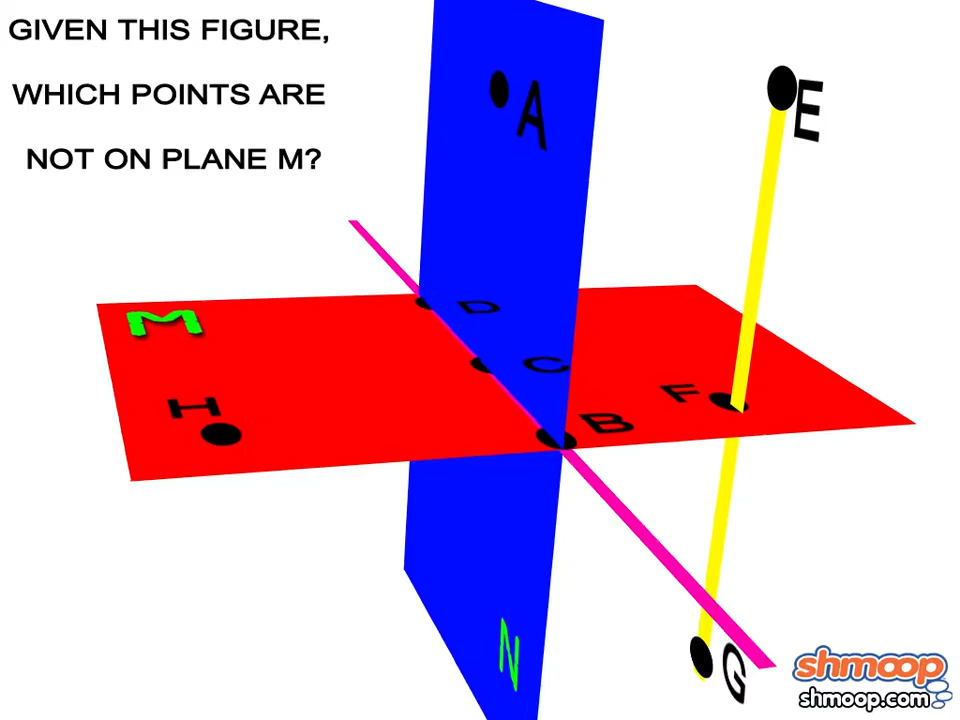 GIVEN THIS FIGURE,
WHICH POINTS ARE
NOT ON PLANE M?
A
E
M
D
C
H
F
B
N
G
shmoop
shmoop.com